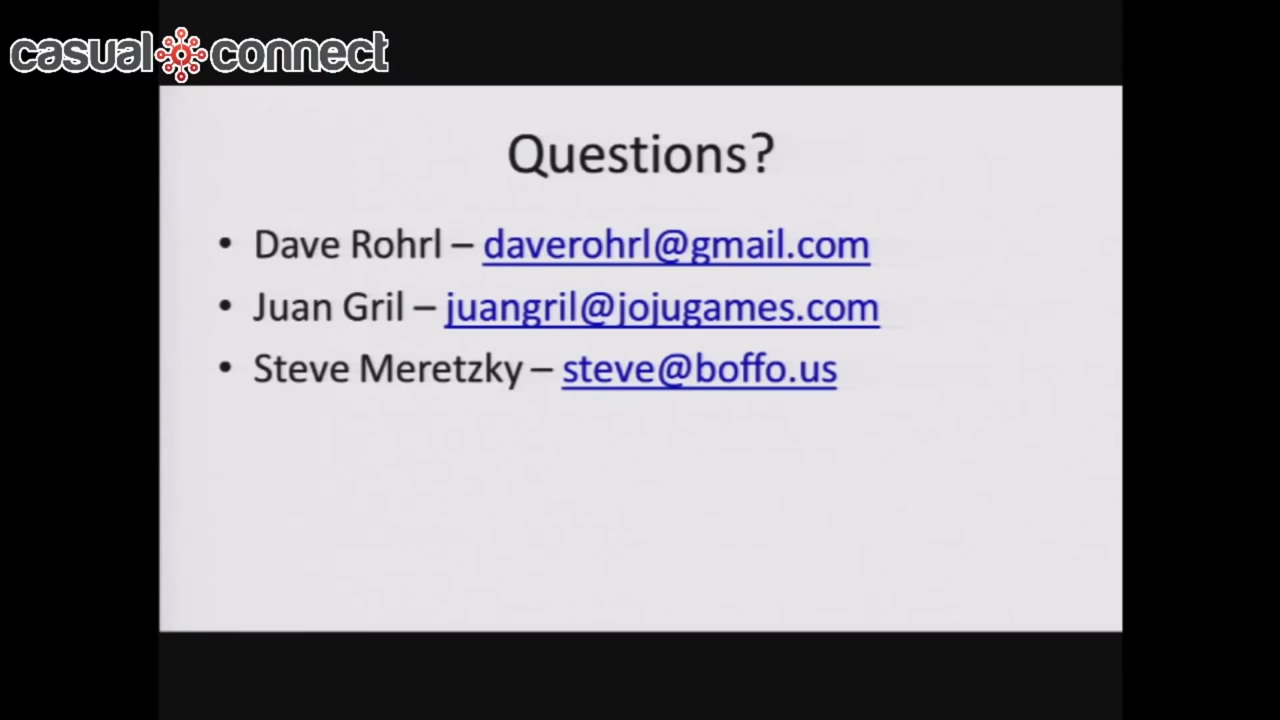 casual connect
Questions?
• Dave Rohrl – daverohrl@gmail.com
• Juan Gril – juangril@jojugames.com
• Steve Meretzky – steve@boffo.us